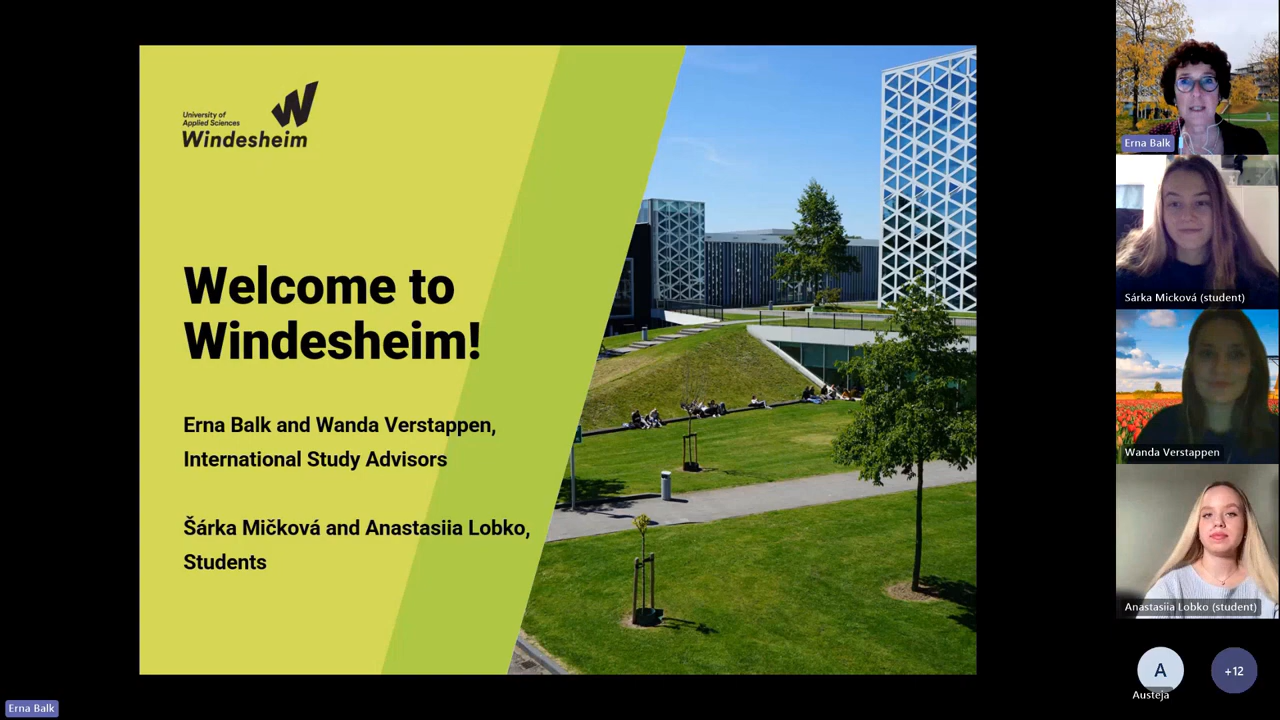 University of
Applied Sciences
Windesheim
Welcome to
Windesheim!
Erna Balk and Wanda Verstappen,
International Study Advisors
Šárka Mičková and Anastasiia Lobko,
Students
Erna Balk
Sárka Micková (student)
Wanda Verstappen
Anastasiia Lobko (student)
A
Austeja
+12
Erna Balk